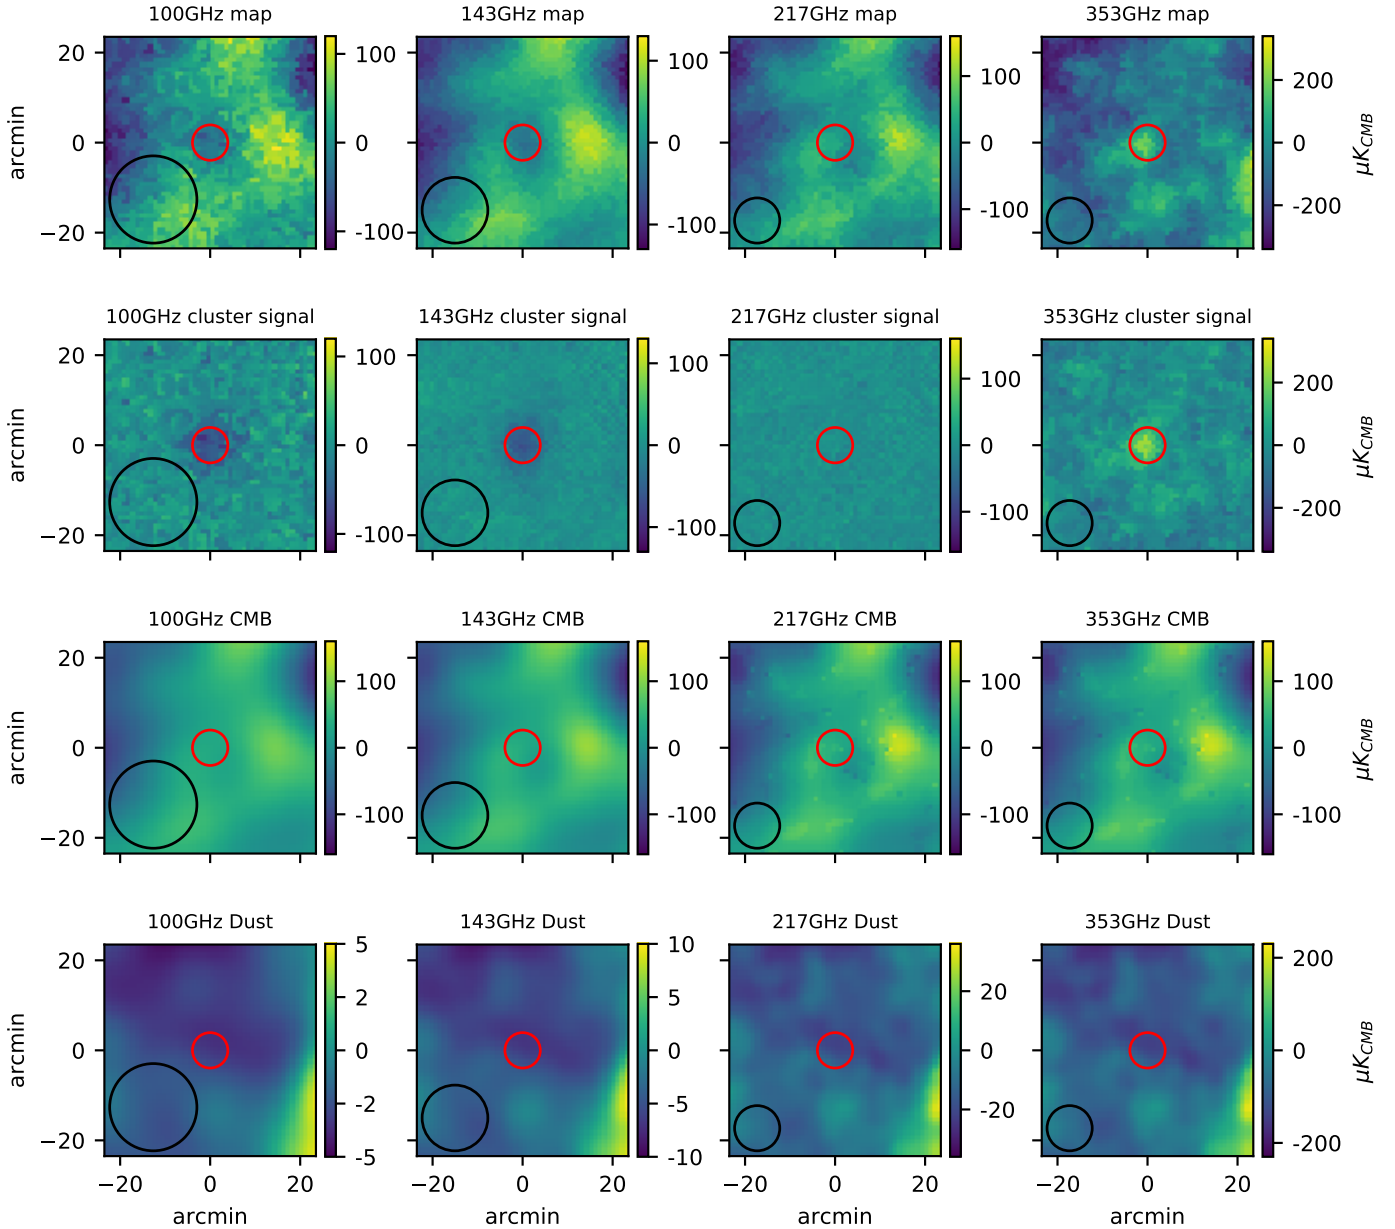 100GHz map 143GHz map 217GHz map 353GHz map
20 100 100 100 200
arcmin 0 0 0 0 0 μK_CMB
−20 -100 -100 -100 -200
100GHz cluster signal 143GHz cluster signal 217GHz cluster signal 353GHz cluster signal
20 100 100 100 200
arcmin 0 0 0 0 0 μK_CMB
−20 -100 -100 -100 -200
100GHz CMB 143GHz CMB 217GHz CMB 353GHz CMB
20 100 100 100 100
arcmin 0 0 0 0 0 μK_CMB
−20 -100 -100 -100 -100
100GHz Dust 143GHz Dust 217GHz Dust 353GHz Dust
5 10
20 2 5 20 200
arcmin 0 0 0 0 0 μK_CMB
-2 -5 -20
−20 -5 -10 -200
−20 0 20 −20 0 20 −20 0 20 −20 0 20
arcmin arcmin arcmin arcmin